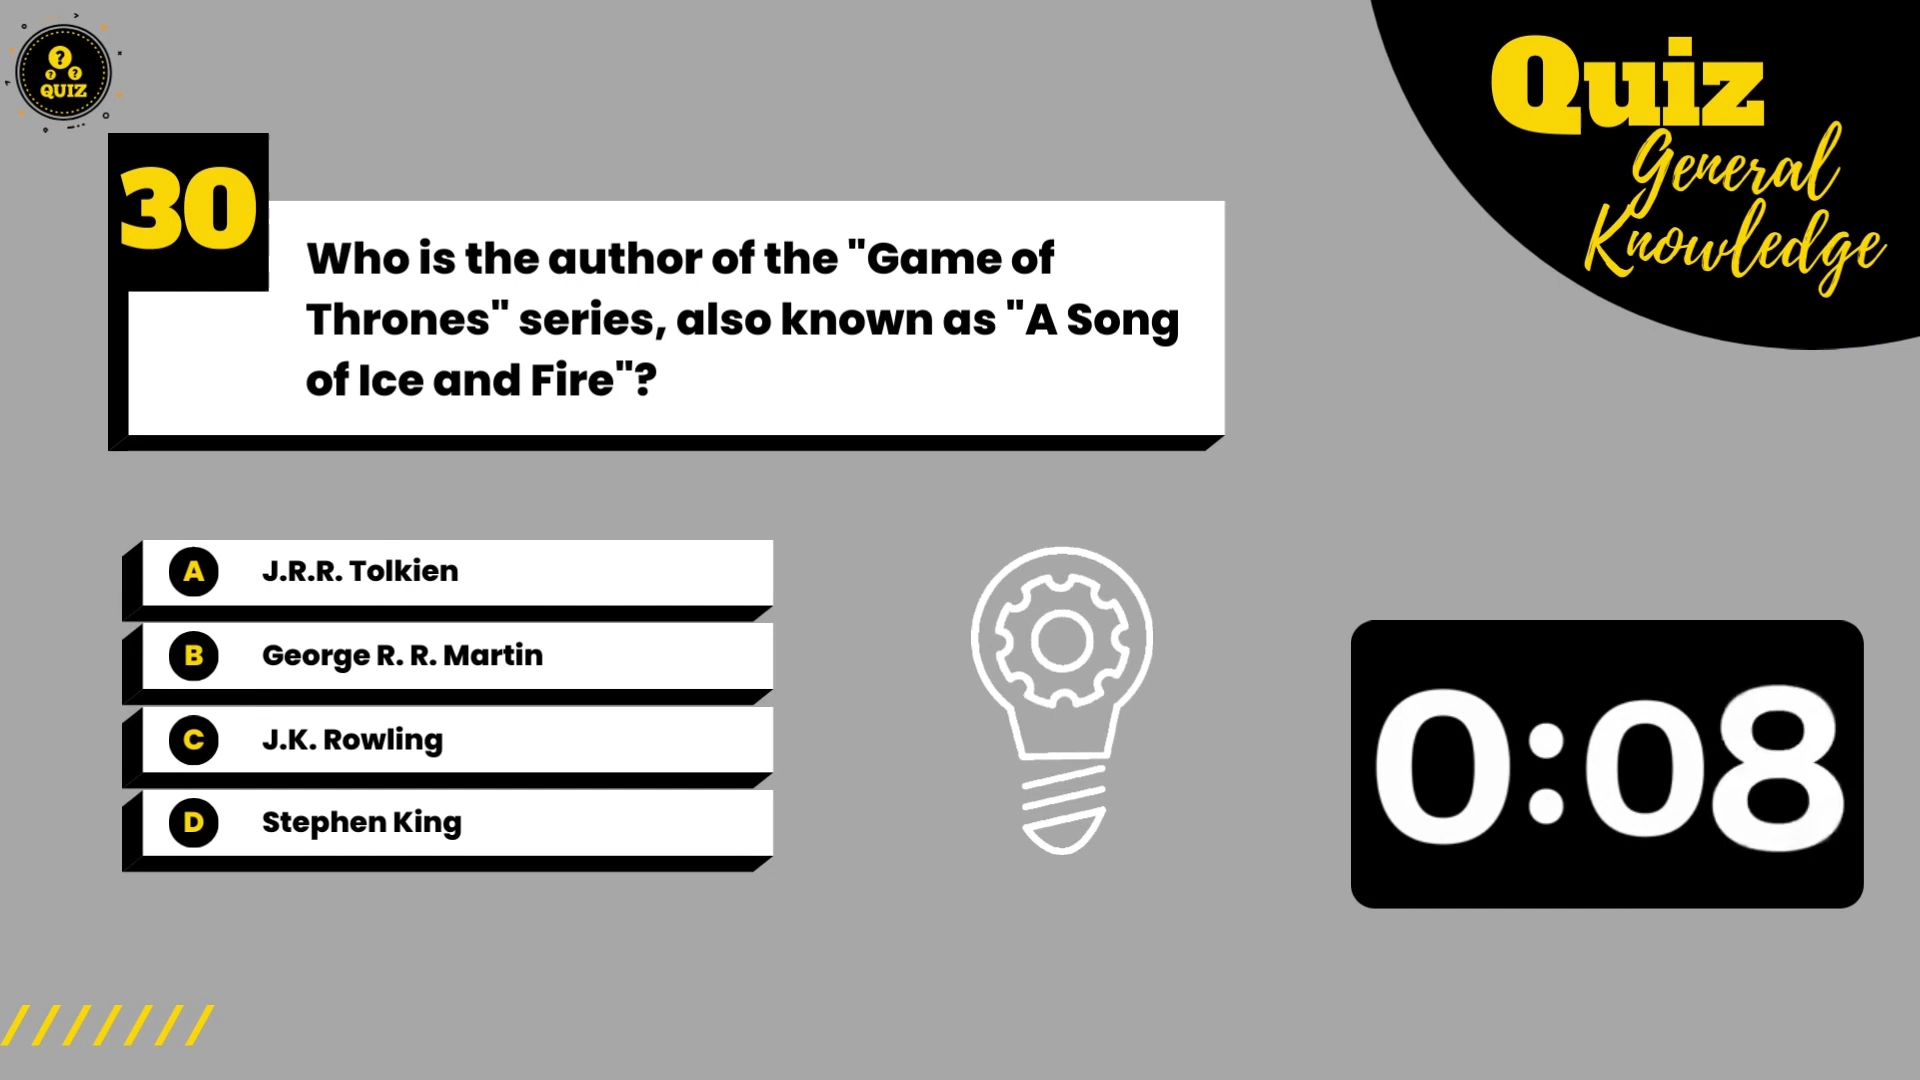 ? ? ?
QUIZ
Quiz
General
Knowledge
30
Who is the author of the "Game of
Thrones" series, also known as "A Song
of Ice and Fire"?
A J.R.R. Tolkien
B George R. R. Martin
C J.K. Rowling
D Stephen King
0:08